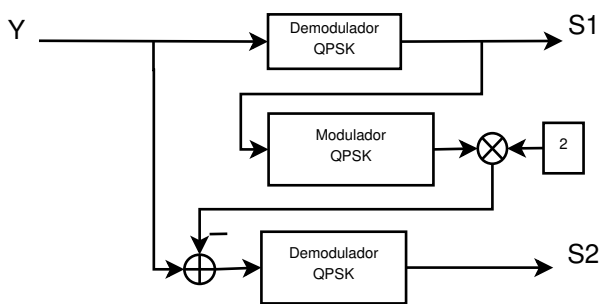 Y
Demodulador
QPSK
S1
Modulador
QPSK
2
−
Demodulador
QPSK
S2